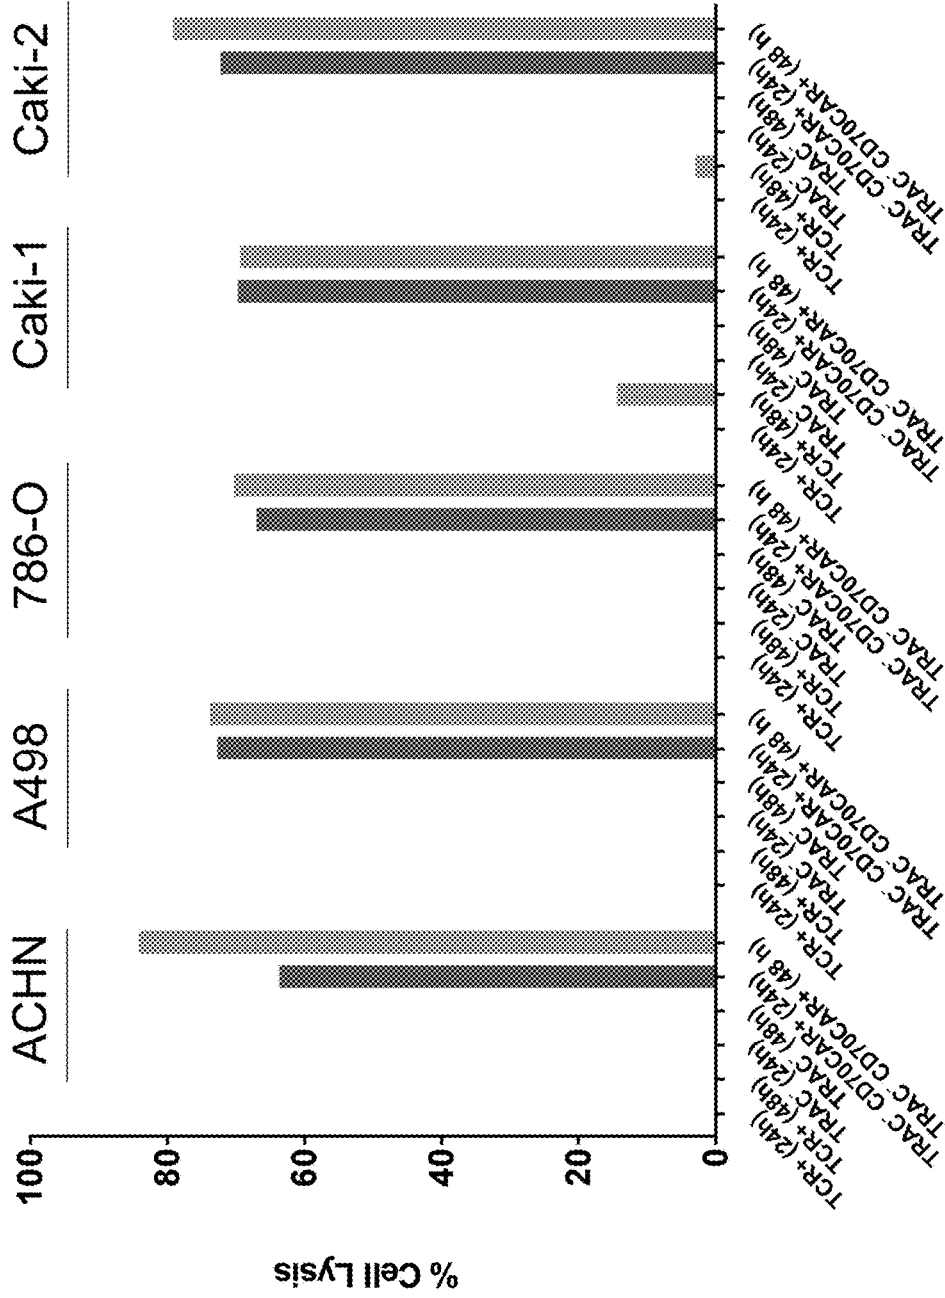 % Cell Lysis
100
80
60
40
20
0
ACHN
TCR+ (24h)
TCR+ (48h)
TRAC- (24h)
TRAC- (48h)
TRAC- CD70CAR+ (24h)
TRAC- CD70CAR+ (48 h)
A498
TCR+ (24h)
TCR+ (48h)
TRAC- (24h)
TRAC- (48h)
TRAC- CD70CAR+ (24h)
TRAC- CD70CAR+ (48 h)
786-O
TCR+ (24h)
TCR+ (48h)
TRAC- (24h)
TRAC- (48h)
TRAC- CD70CAR+ (24h)
TRAC- CD70CAR+ (48 h)
Caki-1
TCR+ (24h)
TCR+ (48h)
TRAC- (24h)
TRAC- (48h)
TRAC- CD70CAR+ (24h)
TRAC- CD70CAR+ (48 h)
Caki-2
TCR+ (24h)
TCR+ (48h)
TRAC- (24h)
TRAC- (48h)
TRAC- CD70CAR+ (24h)
TRAC- CD70CAR+ (48 h)